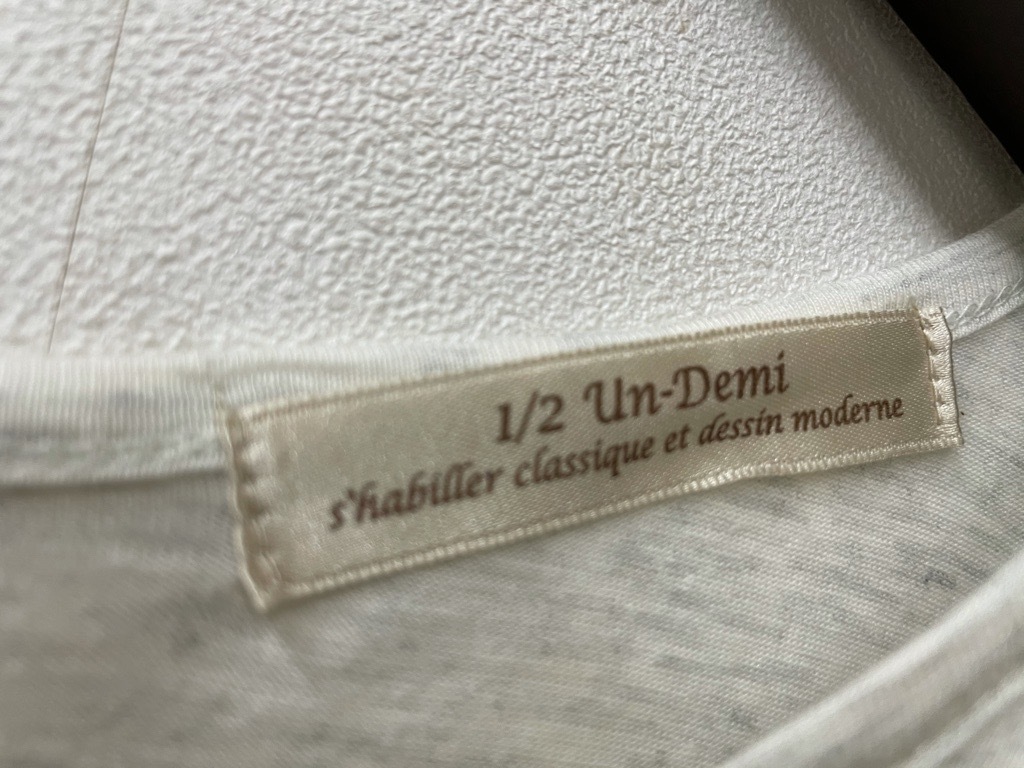 1/2 Un-Demi
s'habiller classique et dessin moderne